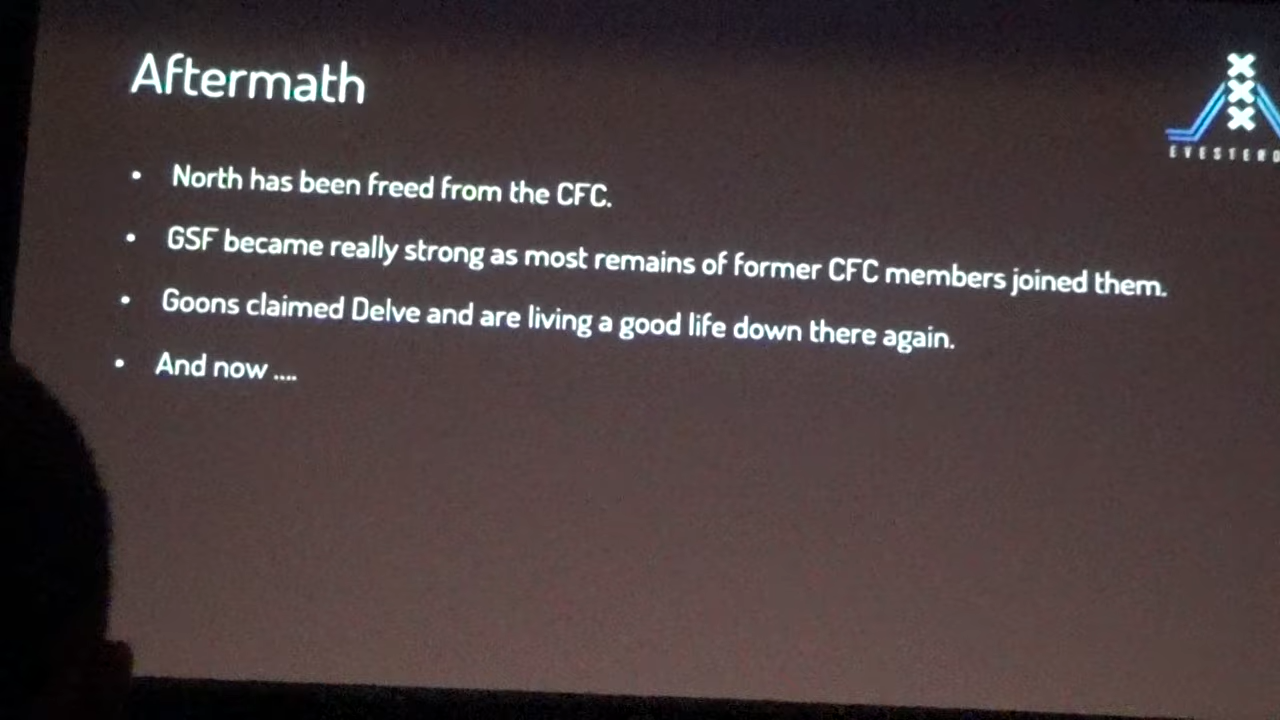 Aftermath
North has been freed from the CFC.
GSF became really strong as most remains of former CFC members joined them.
Goons claimed Delve and are living a good life down there again.
And now ....